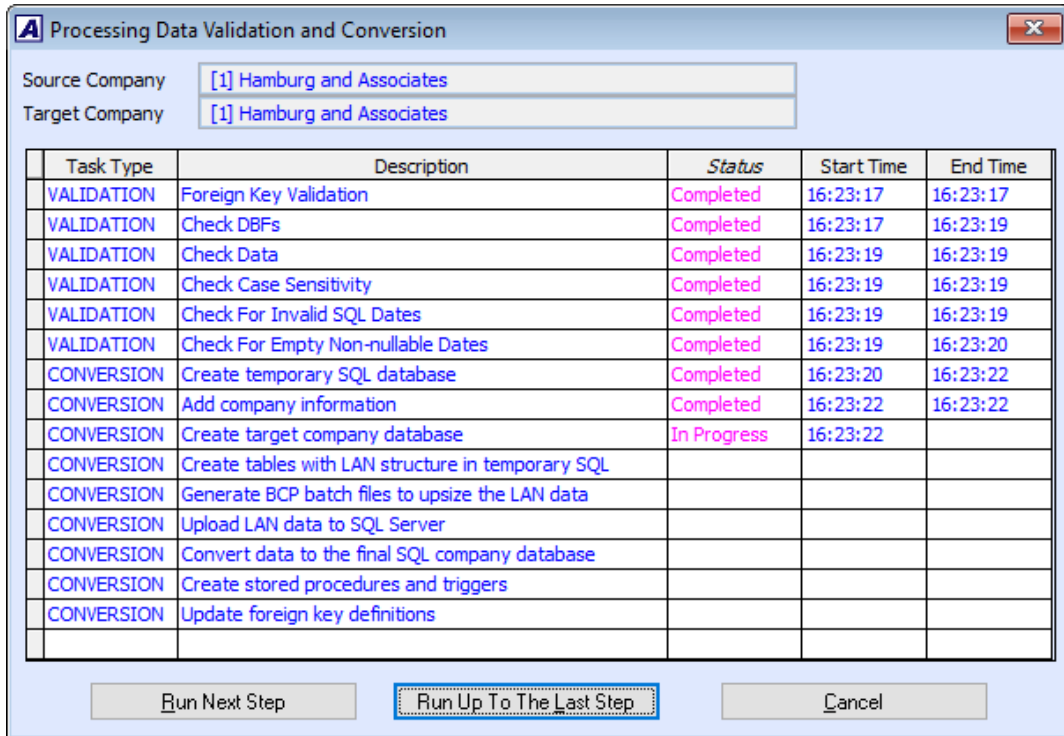 A Processing Data Validation and Conversion
Source Company [1] Hamburg and Associates
Target Company [1] Hamburg and Associates
Task Type Description Status Start Time End Time
VALIDATION Foreign Key Validation Completed 16:23:17 16:23:17
VALIDATION Check DBFs Completed 16:23:17 16:23:19
VALIDATION Check Data Completed 16:23:19 16:23:19
VALIDATION Check Case Sensitivity Completed 16:23:19 16:23:19
VALIDATION Check For Invalid SQL Dates Completed 16:23:19 16:23:19
VALIDATION Check For Empty Non-nullable Dates Completed 16:23:19 16:23:20
CONVERSION Create temporary SQL database Completed 16:23:20 16:23:22
CONVERSION Add company information Completed 16:23:22 16:23:22
CONVERSION Create target company database In Progress 16:23:22
CONVERSION Create tables with LAN structure in temporary SQL
CONVERSION Generate BCP batch files to upsize the LAN data
CONVERSION Upload LAN data to SQL Server
CONVERSION Convert data to the final SQL company database
CONVERSION Create stored procedures and triggers
CONVERSION Update foreign key definitions
Run Next Step Run Up To The Last Step Cancel